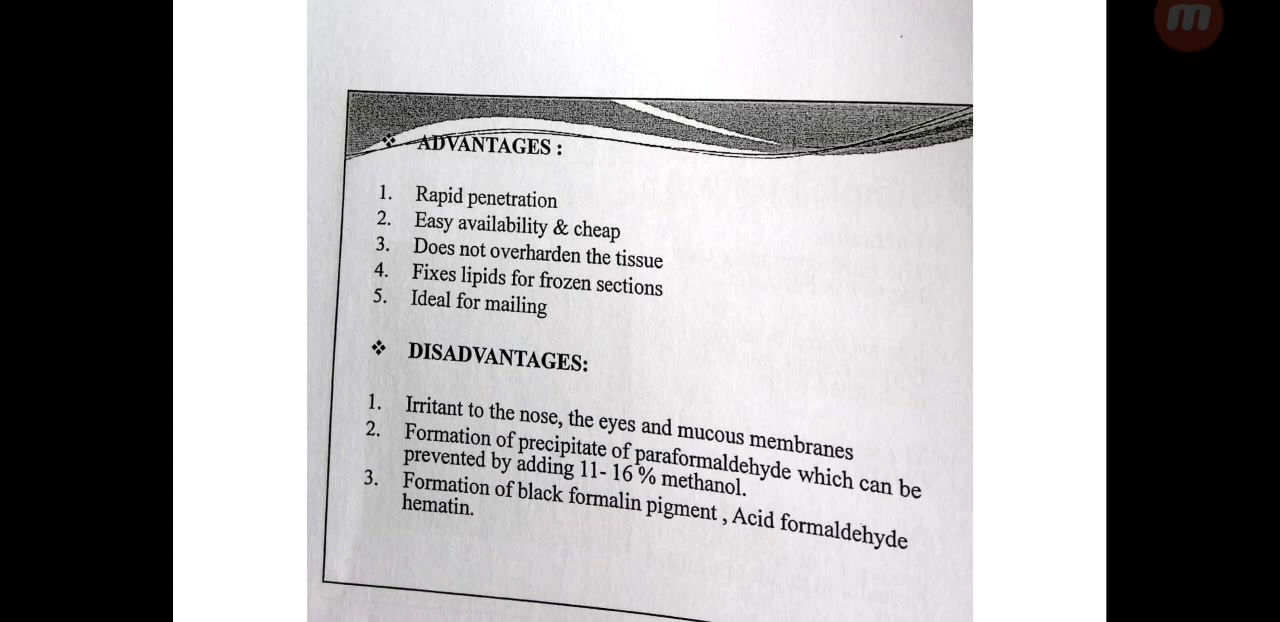 ❖ ADVANTAGES :
1. Rapid penetration
2. Easy availability & cheap
3. Does not overharden the tissue
4. Fixes lipids for frozen sections
5. Ideal for mailing
❖ DISADVANTAGES:
1. Irritant to the nose, the eyes and mucous membranes
2. Formation of precipitate of paraformaldehyde which can be
prevented by adding 11- 16 % methanol.
3. Formation of black formalin pigment , Acid formaldehyde
hematin.